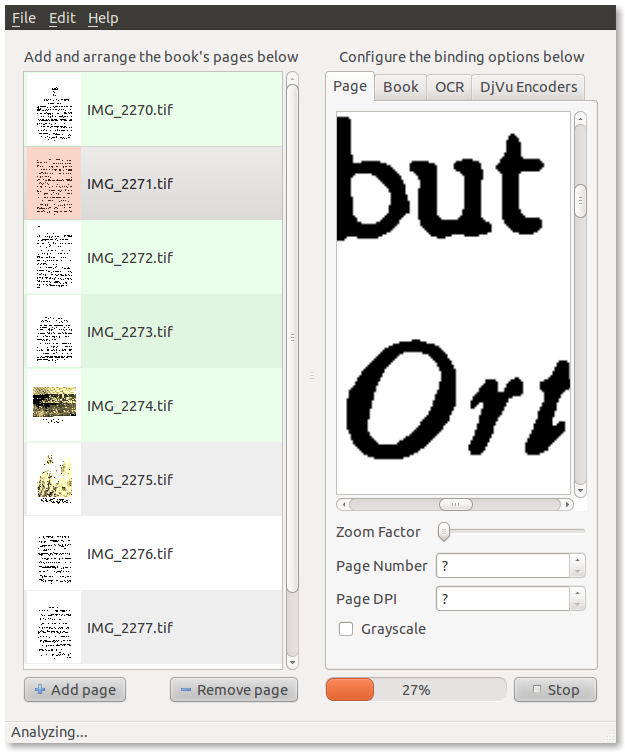 File Edit Help
Add and arrange the book's pages below
Configure the binding options below
Page Book OCR DjVu Encoders
IMG_2270.tif
IMG_2271.tif
IMG_2272.tif
IMG_2273.tif
IMG_2274.tif
IMG_2275.tif
IMG_2276.tif
IMG_2277.tif
but
Ort
Zoom Factor
Page Number ?
Page DPI ?
Grayscale
Add page Remove page
27% Stop
Analyzing...